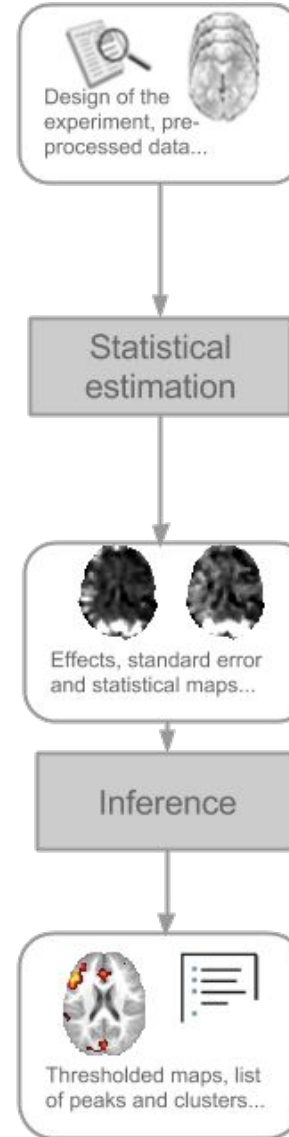 Design of the
experiment, pre-
processed data...
Statistical
estimation
Effects, standard error
and statistical maps...
Inference
Thresholded maps, list
of peaks and clusters...